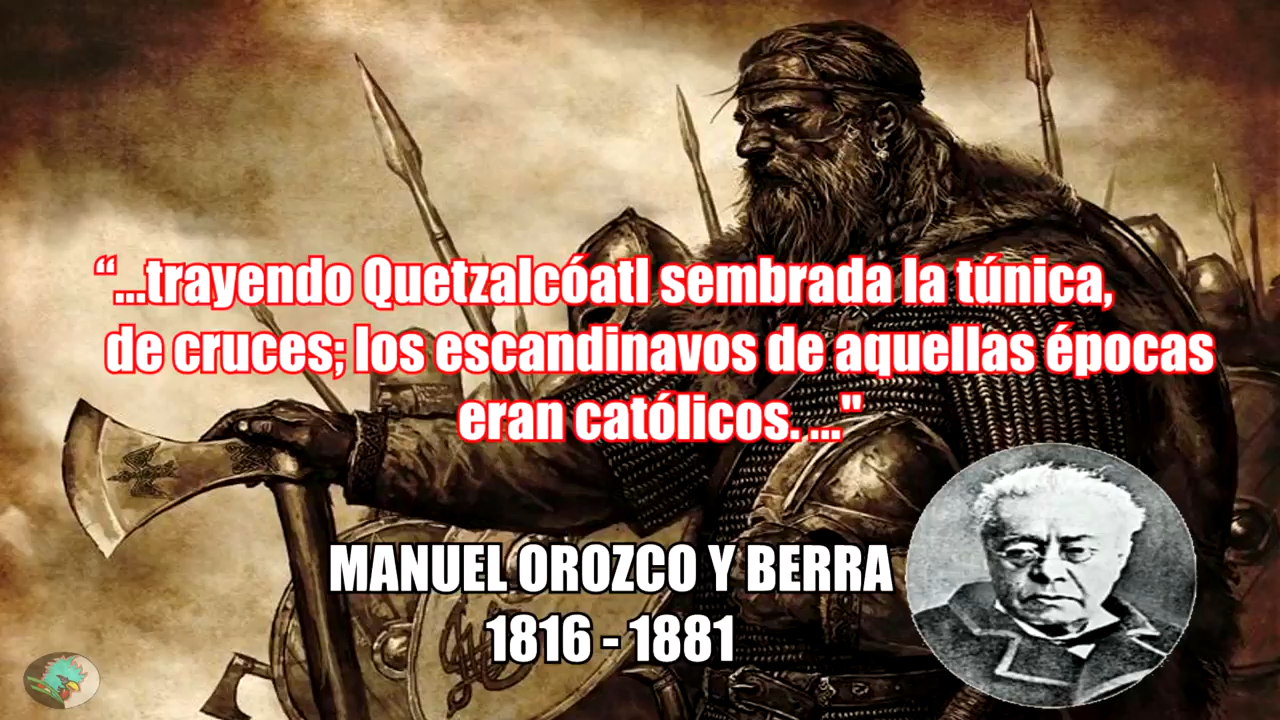 “...trayendo Quetzalcóatl sembrada la túnica,
de cruces; los escandinavos de aquellas épocas
eran católicos. ..."
MANUEL OROZCO Y BERRA
1816 - 1881